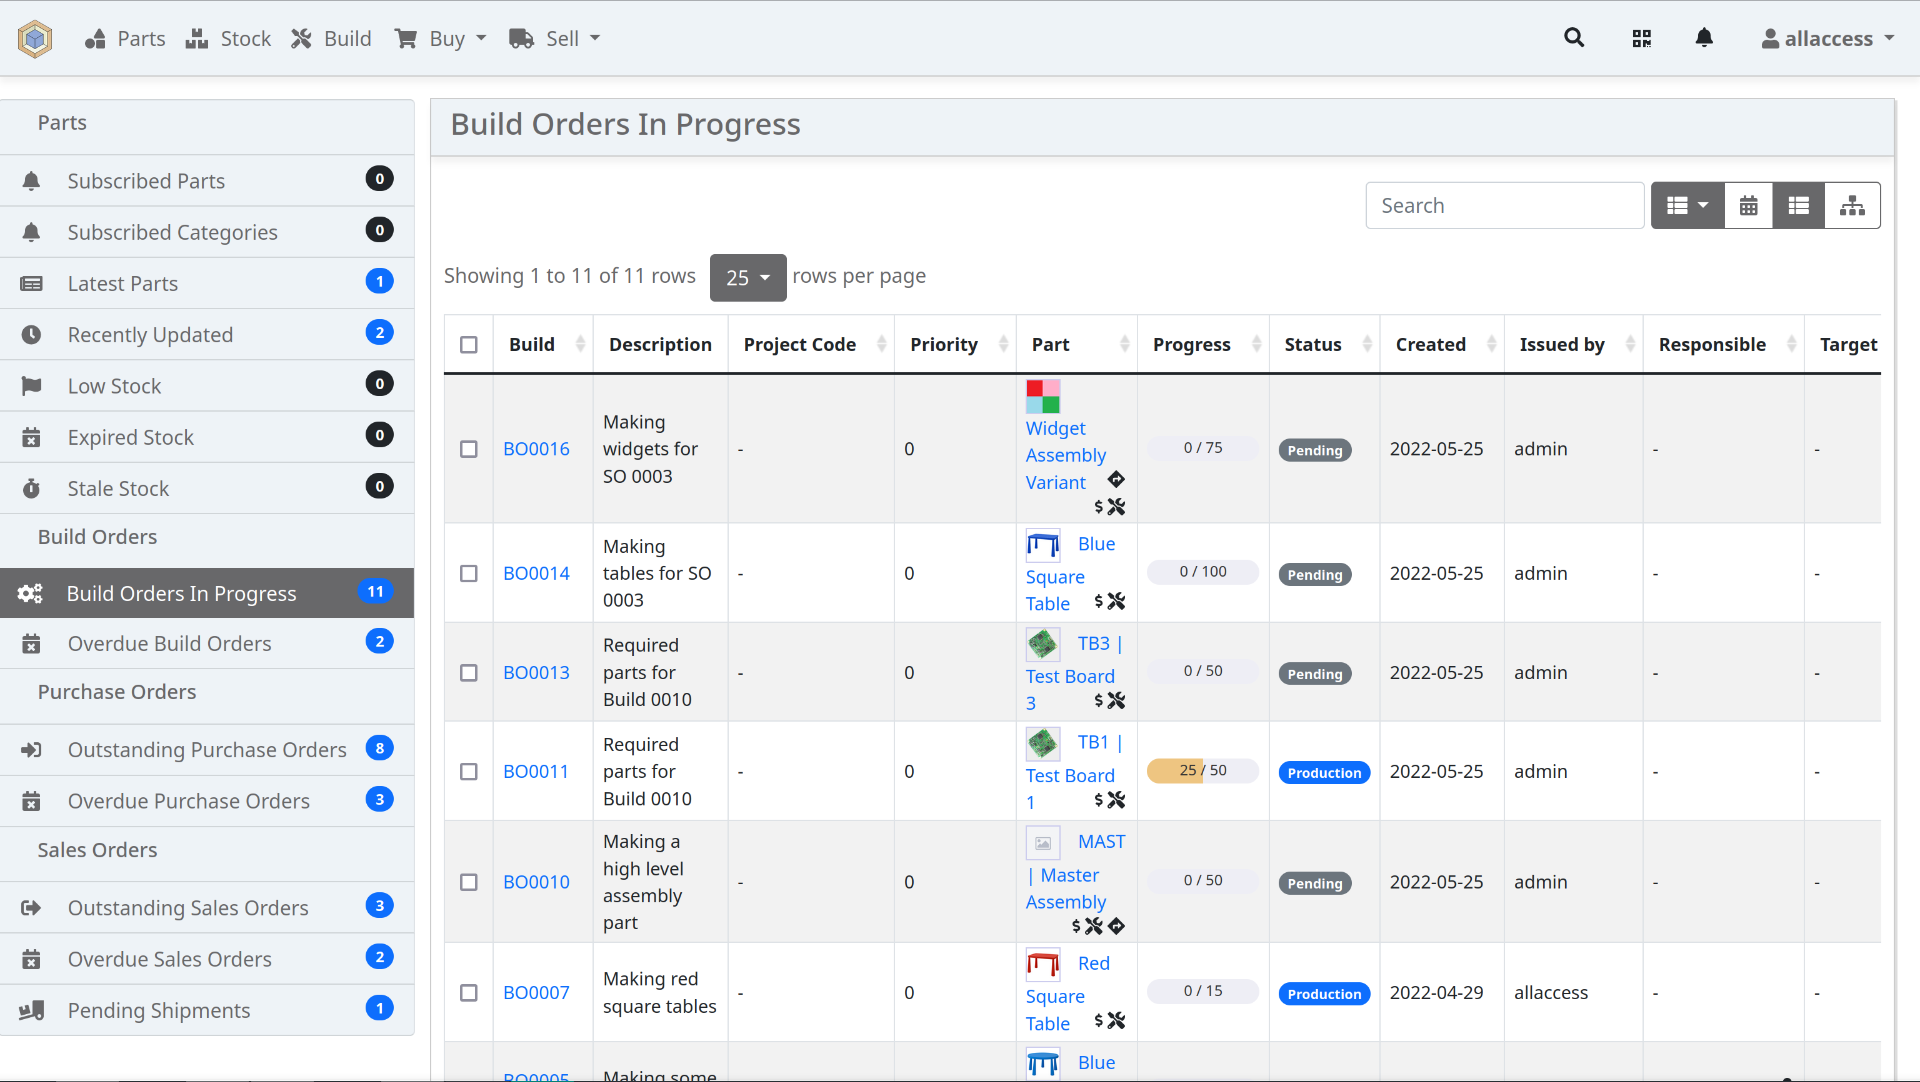 Parts Stock Build Buy Sell allaccess
Parts
Subscribed Parts 0
Subscribed Categories 0
Latest Parts 1
Recently Updated 2
Low Stock 0
Expired Stock 0
Stale Stock 0
Build Orders
Build Orders In Progress 11
Overdue Build Orders 2
Purchase Orders
Outstanding Purchase Orders 8
Overdue Purchase Orders 3
Sales Orders
Outstanding Sales Orders 3
Overdue Sales Orders 2
Pending Shipments 1
Build Orders In Progress
Search
Showing 1 to 11 of 11 rows 25 rows per page
Build Description Project Code Priority Part Progress Status Created Issued by Responsible Target
BO0016 Making widgets for SO 0003 - 0 Widget Assembly Variant $ 0 / 75 Pending 2022-05-25 admin - -
BO0014 Making tables for SO 0003 - 0 Blue Square Table $ 0 / 100 Pending 2022-05-25 admin - -
BO0013 Required parts for Build 0010 - 0 TB3 | Test Board 3 $ 0 / 50 Pending 2022-05-25 admin - -
BO0011 Required parts for Build 0010 - 0 TB1 | Test Board 1 $ 25 / 50 Production 2022-05-25 admin - -
BO0010 Making a high level assembly part - 0 MAST | Master Assembly $ 0 / 50 Pending 2022-05-25 admin - -
BO0007 Making red square tables - 0 Red Square Table $ 0 / 15 Production 2022-04-29 allaccess - -
BO0005 Making some Blue